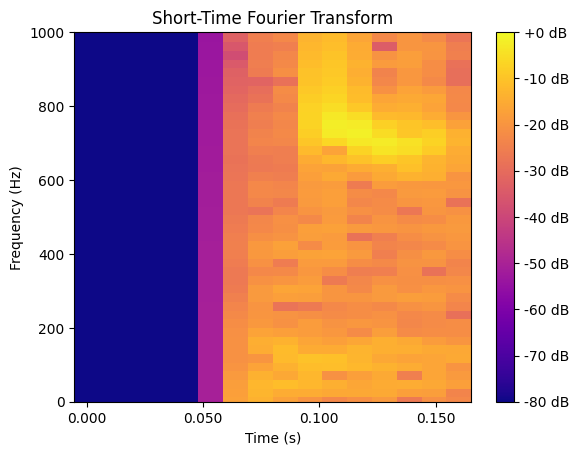 Short-Time Fourier Transform
Frequency (Hz)
1000
800
600
400
200
0
0.000
0.050
0.100
0.150
Time (s)
+0 dB
-10 dB
-20 dB
-30 dB
-40 dB
-50 dB
-60 dB
-70 dB
-80 dB